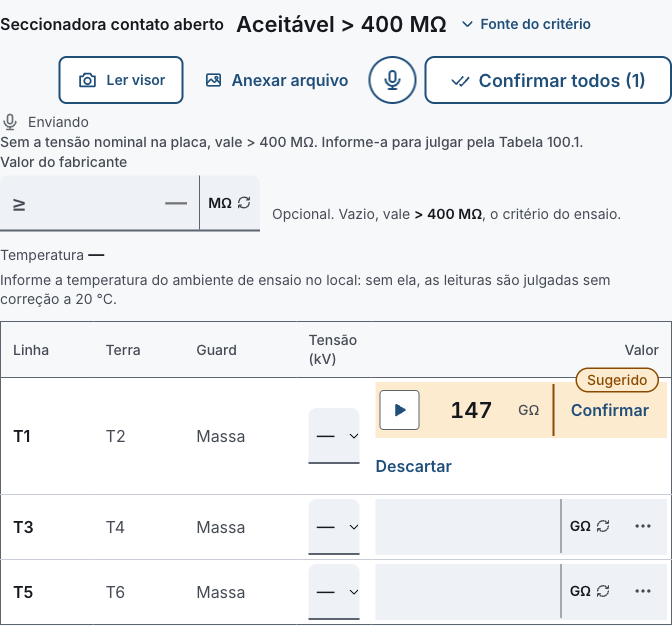 Seccionadora contato aberto Aceitável > 400 MΩ Fonte do critério
Ler visor Anexar arquivo Confirmar todos (1)
Enviando
Sem a tensão nominal na placa, vale > 400 MΩ. Informe-a para julgar pela Tabela 100.1.
Valor do fabricante
≥ — MΩ
Opcional. Vazio, vale > 400 MΩ, o critério do ensaio.
Temperatura —
Informe a temperatura do ambiente de ensaio no local: sem ela, as leituras são julgadas sem
correção a 20 °C.
Linha Terra Guard Tensão
(kV) Valor
Sugerido
T1 T2 Massa — 147 GΩ Confirmar
Descartar
T3 T4 Massa — GΩ ...
T5 T6 Massa — GΩ ...